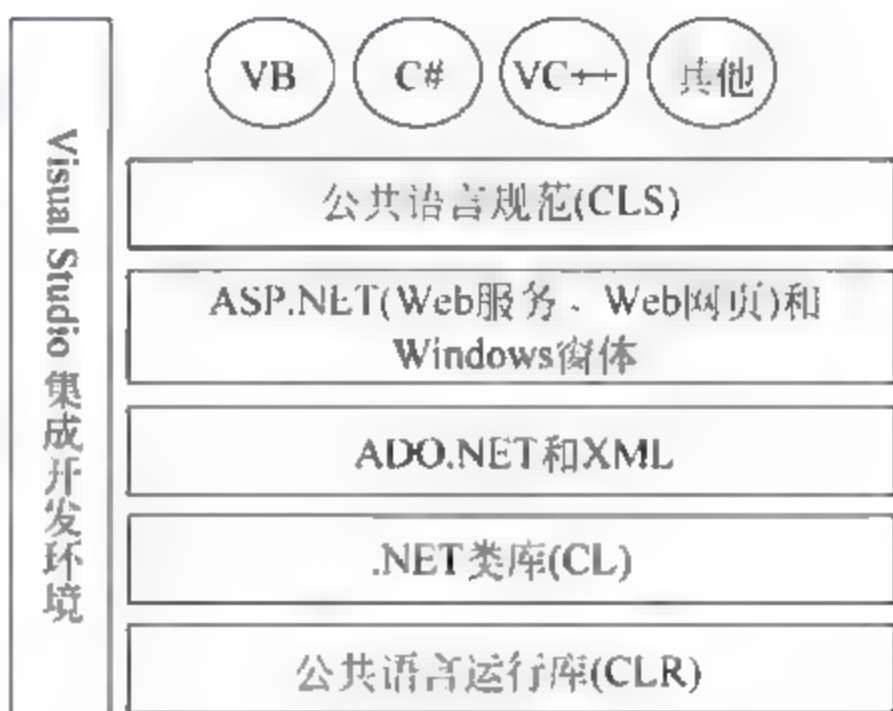 Visual Studio 集成开发环境
VB
C#
VC++
其他
公共语言规范(CLS)
ASP.NET(Web服务、Web网页)和
Windows窗体
ADO.NET和XML
.NET类库(CL)
公共语言运行库(CLR)